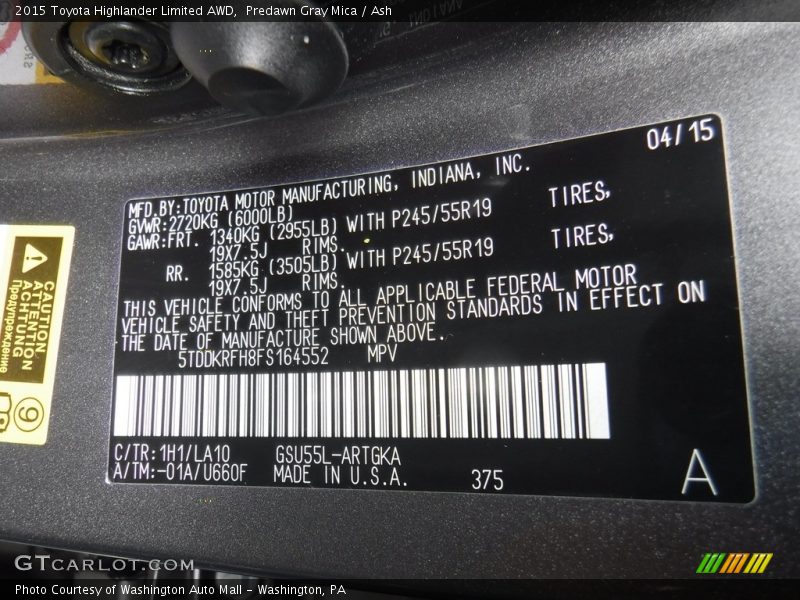 2015 Toyota Highlander Limited AWD,  Predawn Gray Mica / Ash
04/15
MFD.BY:TOYOTA MOTOR MANUFACTURING, INDIANA, INC.
GVWR:2720KG (6000LB)
GAWR:FRT. 1340KG (2955LB) WITH P245/55R19 TIRES,
19X7.5J RIMS.
RR. 1585KG (3505LB) WITH P245/55R19 TIRES,
19X7.5J RIMS.
THIS VEHICLE CONFORMS TO ALL APPLICABLE FEDERAL MOTOR
VEHICLE SAFETY AND THEFT PREVENTION STANDARDS IN EFFECT ON
THE DATE OF MANUFACTURE SHOWN ABOVE.
5TDDKRFH8FS164552 MPV
C/TR:1H1/LA10 GSU55L-ARTGKA
A/TM:-01A/U660F MADE IN U.S.A. 375
A
CAUTION
ATTENTION
ACHTUNG
Предупреждение
9
GTCARLOT.COM
Photo Courtesy of Washington Auto Mall - Washington, PA